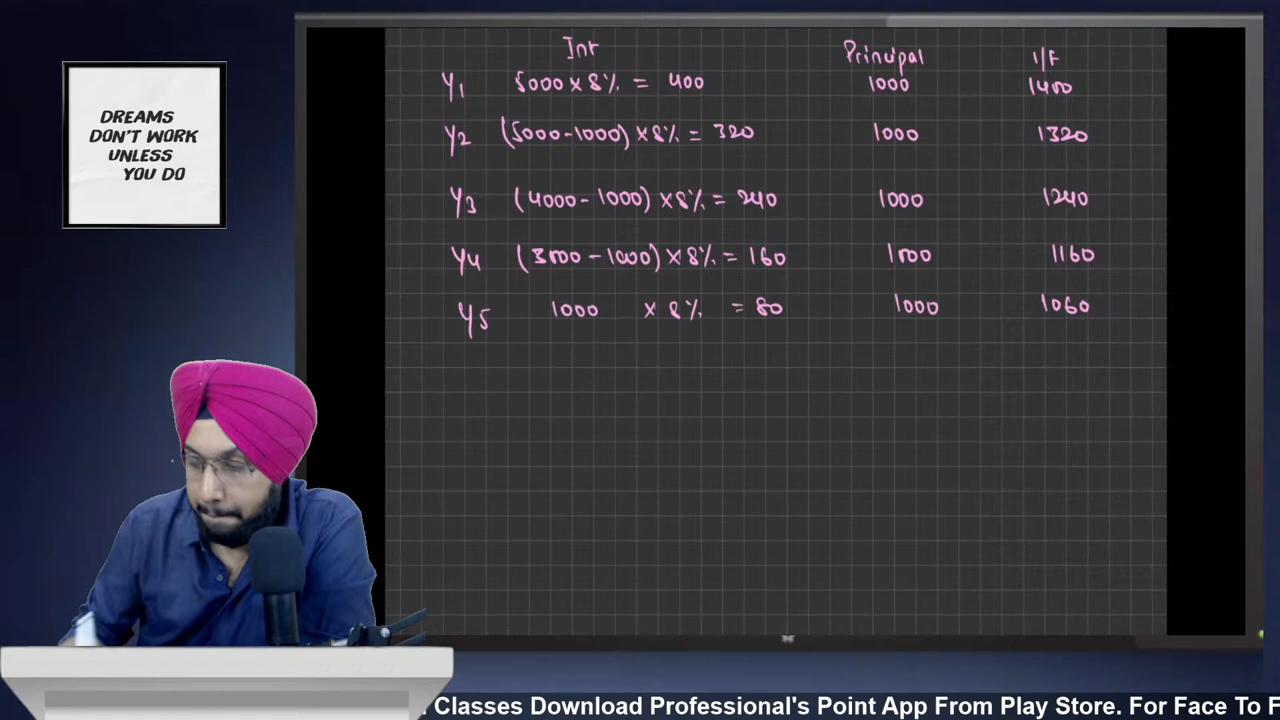 DREAMS
DON'T WORK
UNLESS
YOU DO
Int Principal I/F
Y1 5000 × 8% = 400 1000 1400
Y2 (5000-1000) × 8% = 320 1000 1320
Y3 (4000-1000) × 8% = 240 1000 1240
Y4 (3000-1000) × 8% = 160 1000 1160
Y5 1000 × 8% = 80 1000 1060
Classes Download Professional's Point App From Play Store. For Face To F